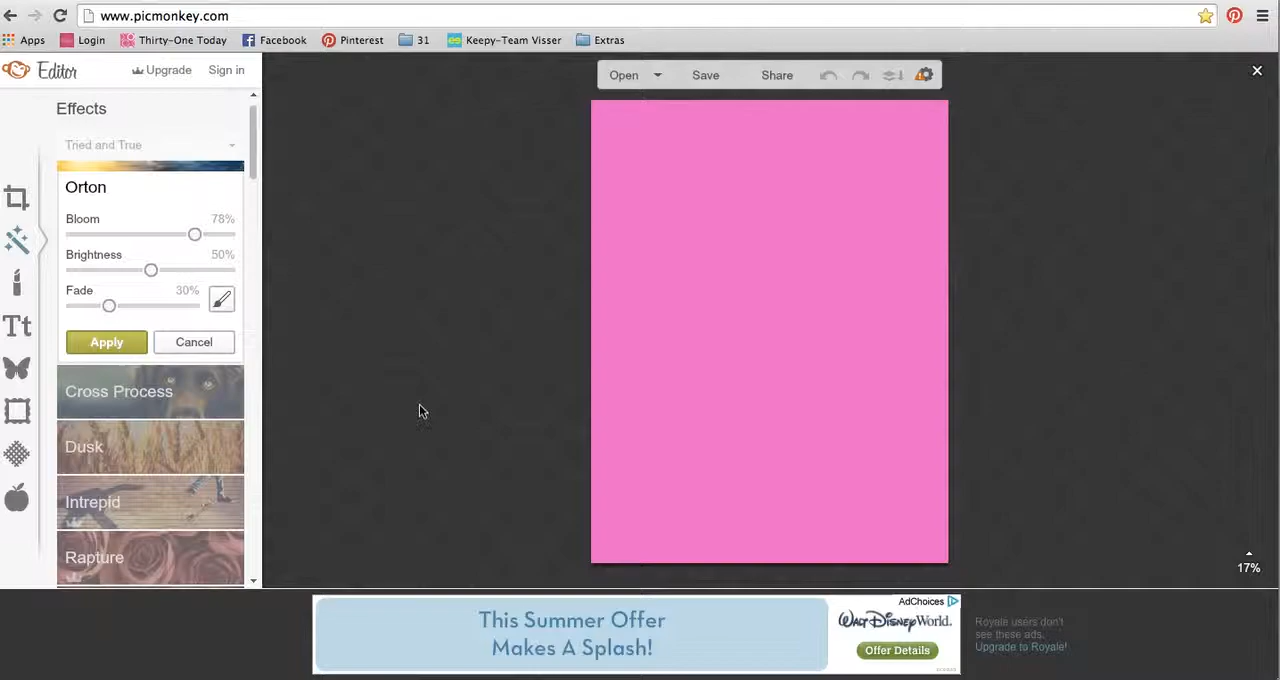 www.picmonkey.com
Apps Login Thirty-One Today Facebook Pinterest 31 Keepy-Team Visser Extras
Editor Upgrade Sign in
Open Save Share
Effects
Tried and True
Orton
Bloom 78%
Brightness 50%
Fade 30%
Apply Cancel
Cross Process
Dusk
Intrepid
Rapture
17%
This Summer Offer
Makes A Splash!
AdChoices
WALT DISNEY World.
Offer Details
Royale users don't
see these ads.
Upgrade to Royale!